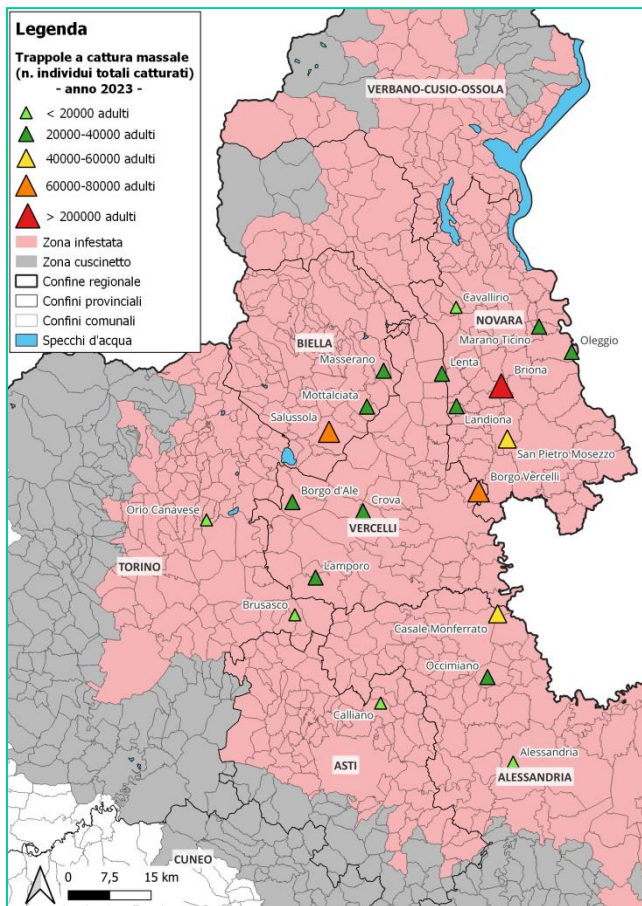 Legenda
Trappole a cattura massale
(n. individui totali catturati)
- anno 2023 -
< 20000 adulti
20000-40000 adulti
40000-60000 adulti
60000-80000 adulti
> 200000 adulti
Zona infestata
Zona cuscinetto
Confine regionale
Confini provinciali
Confini comunali
Specchi d'acqua
VERBANO-CUSIO-OSSOLA
Cavallirio
NOVARA
Marano Ticino
Oleggio
BIELLA
Masserano
Lenta
Briona
Mottalciata
Landiona
Salussola
San Pietro Mosezzo
Borgo Vercelli
Borgo d'Ale
Crova
Orio Canavese
VERCELLI
TORINO
Lamporo
Brusasco
Casale Monferrato
Occimiano
Calliano
Alessandria
ASTI
ALESSANDRIA
CUNEO
0 7,5 15 km